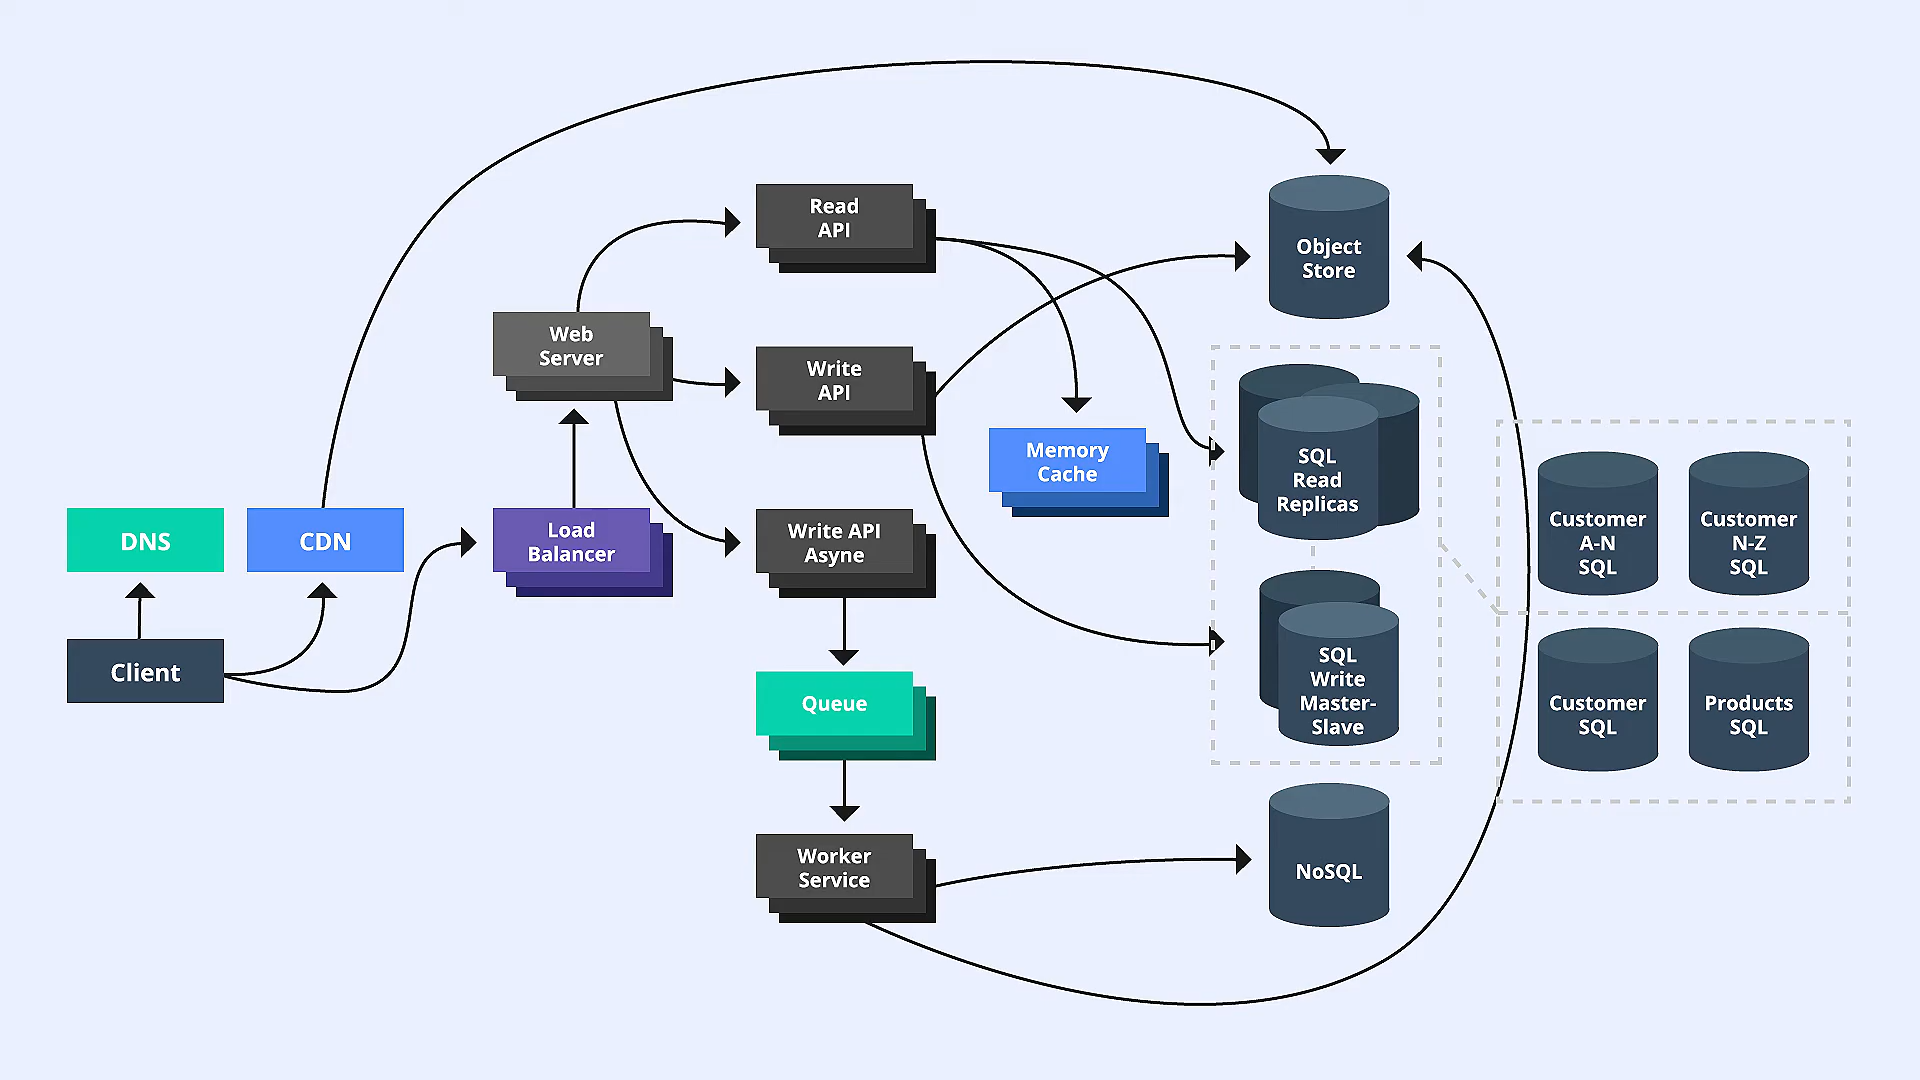 Read
API
Object
Store
Web
Server
Write
API
Memory
Cache
SQL
Read
Replicas
DNS
CDN
Load
Balancer
Write API
Asyne
Customer
A-N
SQL
Customer
N-Z
SQL
Client
Queue
SQL
Write
Master-
Slave
Customer
SQL
Products
SQL
Worker
Service
NoSQL